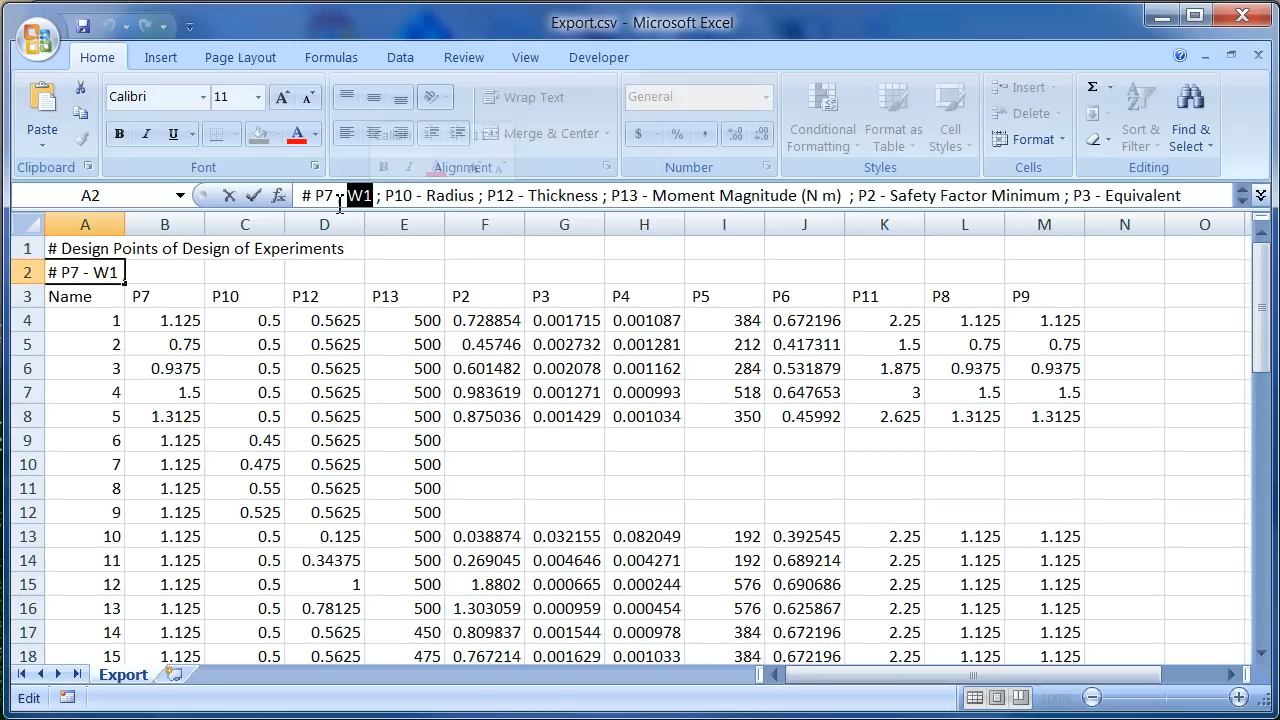 Export.csv - Microsoft Excel
Home Insert Page Layout Formulas Data Review View Developer
Paste Calibri 11 A A Wrap Text General Insert Σ
B I U A Merge & Center $ % , Conditional Formatting Format as Table Cell Styles Delete Format Sort & Filter Find & Select
Clipboard Font Alignment Number Styles Cells Editing
A2 fx # P7 - W1 ; P10 - Radius ; P12 - Thickness ; P13 - Moment Magnitude (N m) ; P2 - Safety Factor Minimum ; P3 - Equivalent
A B C D E F G H I J K L M N O
1 # Design Points of Design of Experiments
2 # P7 - W1
3 Name P7 P10 P12 P13 P2 P3 P4 P5 P6 P11 P8 P9
4 1 1.125 0.5 0.5625 500 0.728854 0.001715 0.001087 384 0.672196 2.25 1.125 1.125
5 2 0.75 0.5 0.5625 500 0.45746 0.002732 0.001281 212 0.417311 1.5 0.75 0.75
6 3 0.9375 0.5 0.5625 500 0.601482 0.002078 0.001162 284 0.531879 1.875 0.9375 0.9375
7 4 1.5 0.5 0.5625 500 0.983619 0.001271 0.000993 518 0.647653 3 1.5 1.5
8 5 1.3125 0.5 0.5625 500 0.875036 0.001429 0.001034 350 0.45992 2.625 1.3125 1.3125
9 6 1.125 0.45 0.5625 500
10 7 1.125 0.475 0.5625 500
11 8 1.125 0.55 0.5625 500
12 9 1.125 0.525 0.5625 500
13 10 1.125 0.5 0.125 500 0.038874 0.032155 0.082049 192 0.392545 2.25 1.125 1.125
14 11 1.125 0.5 0.34375 500 0.269045 0.004646 0.004271 192 0.689214 2.25 1.125 1.125
15 12 1.125 0.5 1 500 1.8802 0.000665 0.000244 576 0.690686 2.25 1.125 1.125
16 13 1.125 0.5 0.78125 500 1.303059 0.000959 0.000454 576 0.625867 2.25 1.125 1.125
17 14 1.125 0.5 0.5625 450 0.809837 0.001544 0.000978 384 0.672196 2.25 1.125 1.125
18 15 1.125 0.5 0.5625 475 0.767214 0.001629 0.001033 384 0.672196 2.25 1.125 1.125
Export
Edit 100%